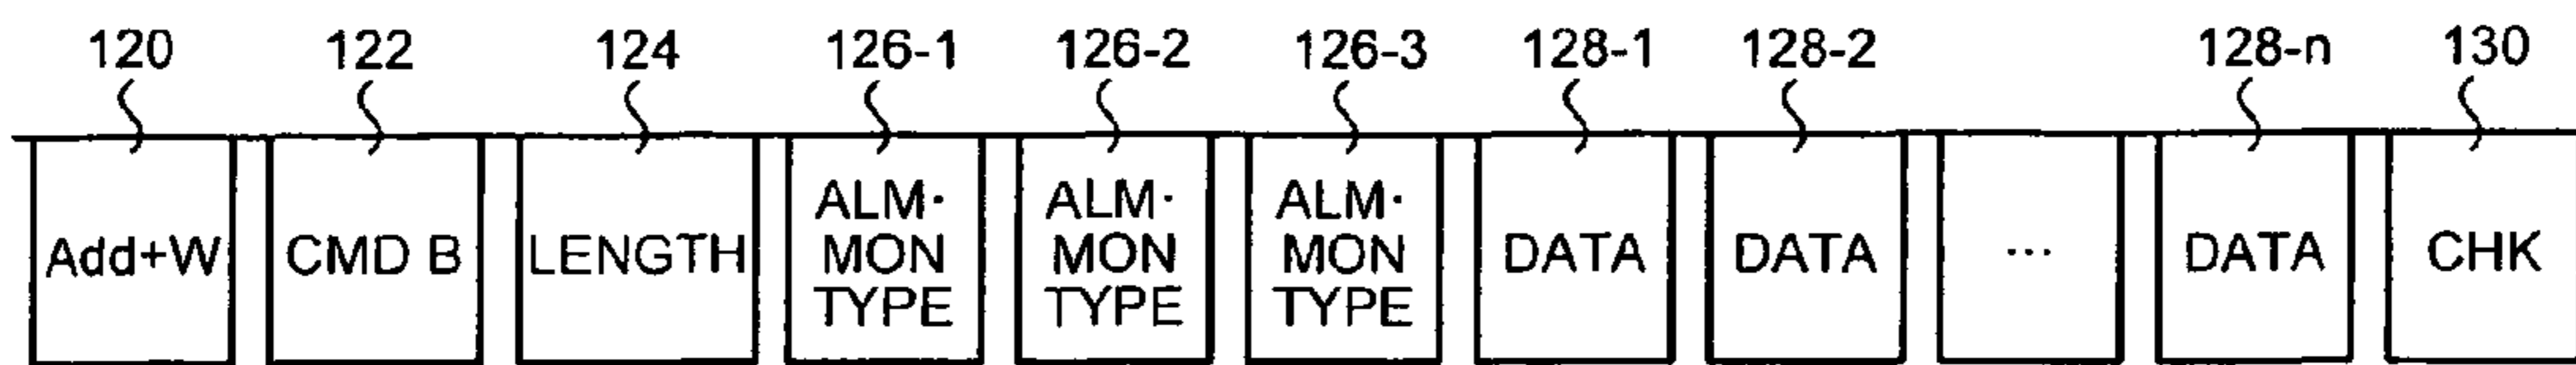 120 122 124 126-1 126-2 126-3 128-1 128-2 128-n 130
Add+W CMD B LENGTH ALM· MON TYPE ALM· MON TYPE ALM· MON TYPE DATA DATA ... DATA CHK